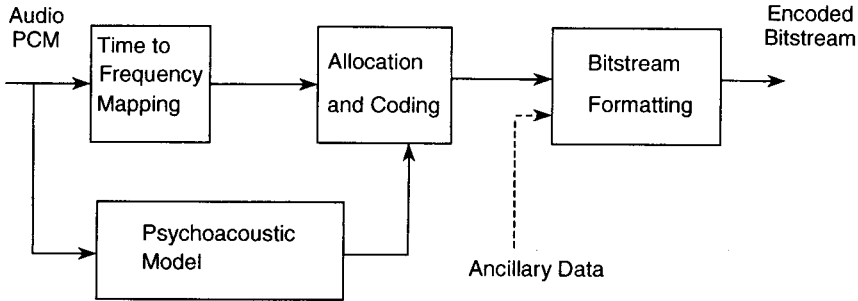 Audio
PCM
Time to
Frequency
Mapping
Allocation
and Coding
Bitstream
Formatting
Encoded
Bitstream
Psychoacoustic
Model
Ancillary Data